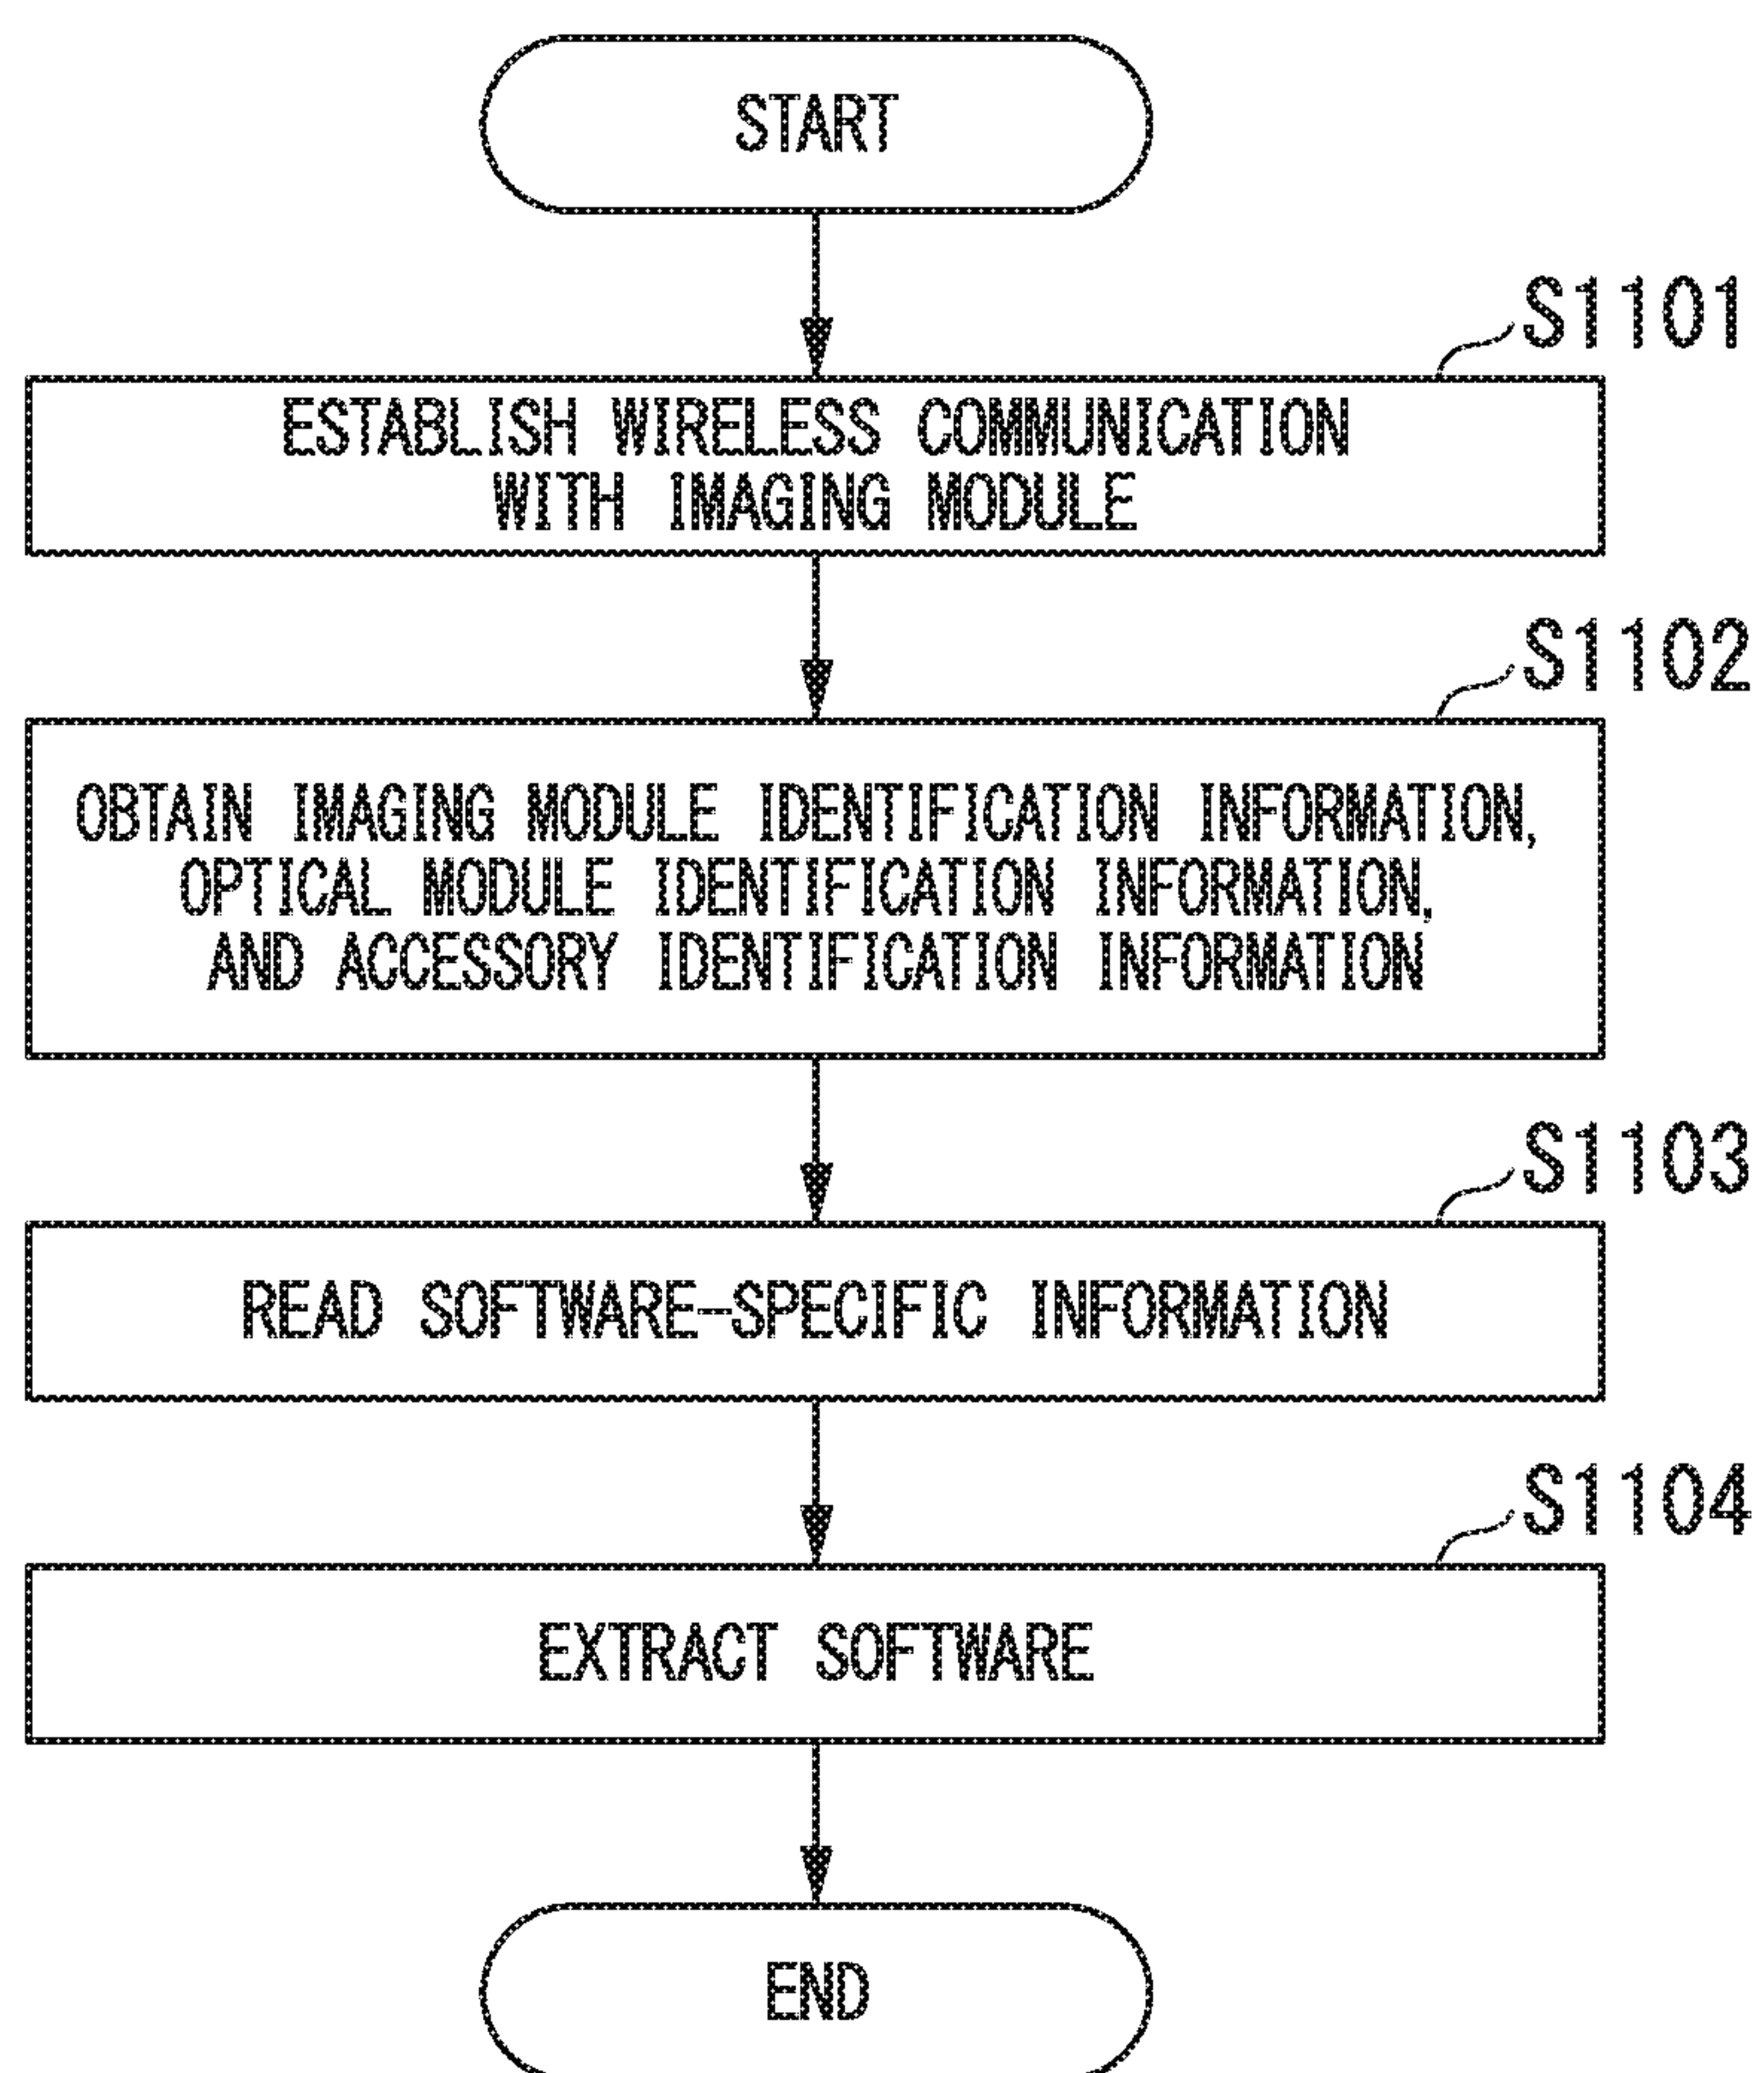 START
S1101
ESTABLISH WIRELESS COMMUNICATION
WITH IMAGING MODULE
S1102
OBTAIN IMAGING MODULE IDENTIFICATION INFORMATION,
OPTICAL MODULE IDENTIFICATION INFORMATION,
AND ACCESSORY IDENTIFICATION INFORMATION
S1103
READ SOFTWARE-SPECIFIC INFORMATION
S1104
EXTRACT SOFTWARE
END